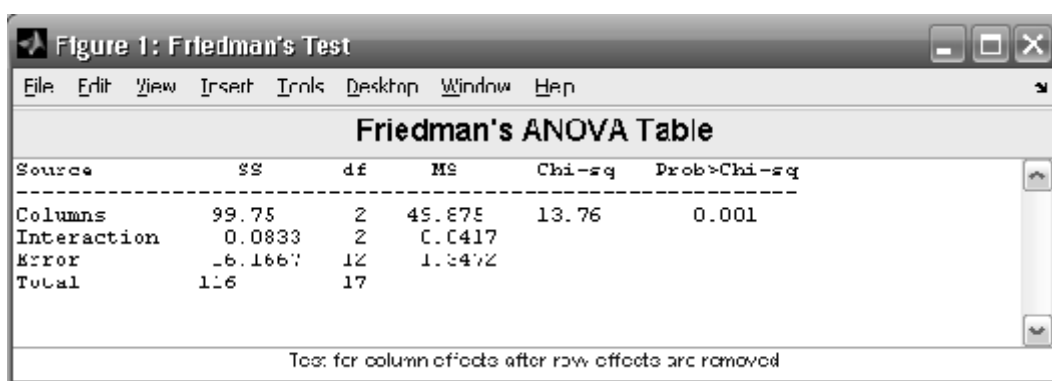 Figure 1: Friedman's Test
File Edit View Insert Tools Desktop Window Help
Friedman's ANOVA Table
Source SS df MS Chi-sq Prob>Chi-sq
Columns 99.75 2 49.875 13.76 0.001
Interaction 0.0833 2 0.0417
Error 16.1667 12 1.3472
Total 116 17
Test for column effects after row effects are removed